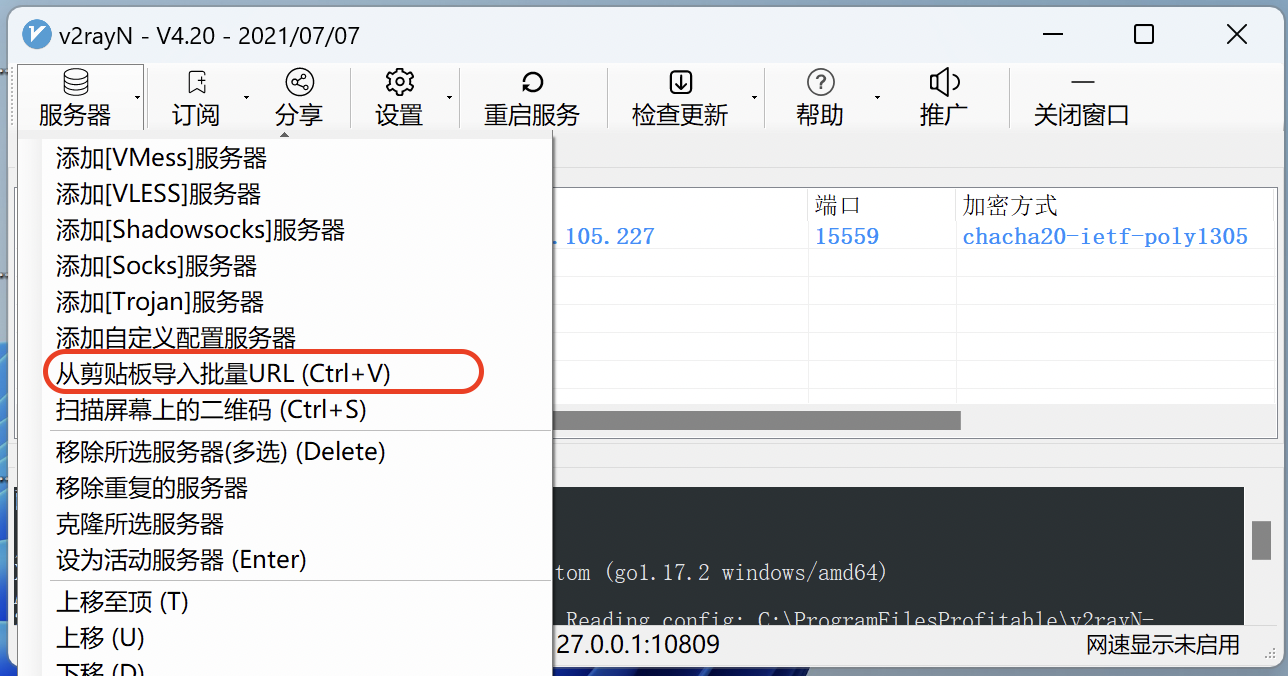 v2rayN - V4.20 - 2021/07/07
服务器 订阅 分享 设置 重启服务 检查更新 帮助 推广 关闭窗口
添加[VMess]服务器
添加[VLESS]服务器
添加[Shadowsocks]服务器
添加[Socks]服务器
添加[Trojan]服务器
添加自定义配置服务器
从剪贴板导入批量URL (Ctrl+V)
扫描屏幕上的二维码 (Ctrl+S)
移除所选服务器(多选) (Delete)
移除重复的服务器
克隆所选服务器
设为活动服务器 (Enter)
上移至顶 (T)
上移 (U)
下移 (D)
端口 加密方式
.105.227 15559 chacha20-ietf-poly1305
tom (go1.17.2 windows/amd64)
Reading config: C:\ProgramFilesProfitable\v2rayN-
27.0.0.1:10809 网速显示未启用